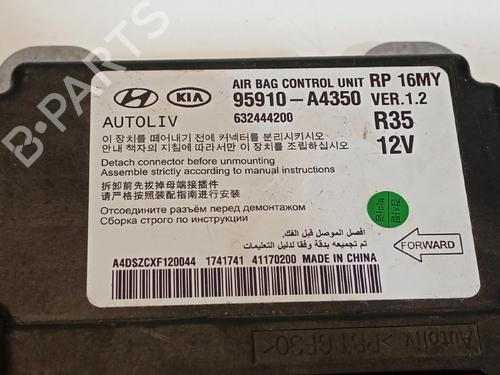 AIR BAG CONTROL UNIT RP 16MY
HYUNDAI KIA 95910-A4350 VER.1.2
AUTOLIV 632444200 R35
이 장치를 떼어내기 전에 커넥터를 분리시키시오
안내 책자의 지침에 따라서만 이 장치를 조립하십시오 12V
Detach connector before unmounting
Assemble strictly according to manual instructions
拆卸前先拔掉母端接插件
请严格按照装配指南进行安装
Отсоедините разъём перед демонтажом
Сборка строго по инструкции
افصل الموصل قبل الفك.
تم تجميعه بدقة وفقا لدليل التعليمات
FORWARD
A4DSZCXF120044 1741741 41170200 MADE IN CHINA
Autoliv >PBT GF30<
B-Parts